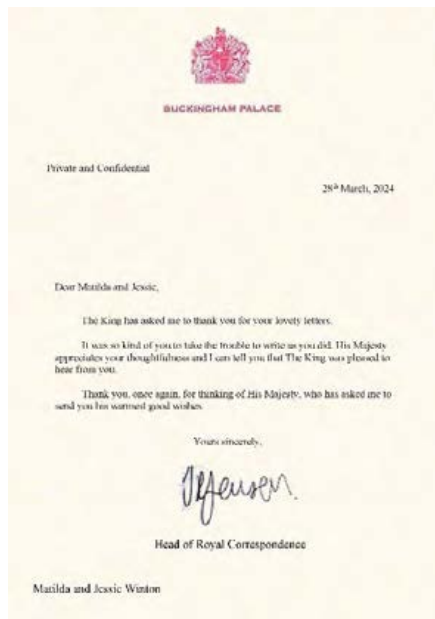 BUCKINGHAM PALACE
Private and Confidential
28th March, 2024
Dear Matilda and Jessie,
The King has asked me to thank you for your lovely letters.
It was so kind of you to take the trouble to write as you did. His Majesty
appreciates your thoughtfulness and I can tell you that The King was pleased to
hear from you.
Thank you, once again, for thinking of His Majesty, who has asked me to
send you his warmest good wishes.
Yours sincerely,
Head of Royal Correspondence
Matilda and Jessie Winton